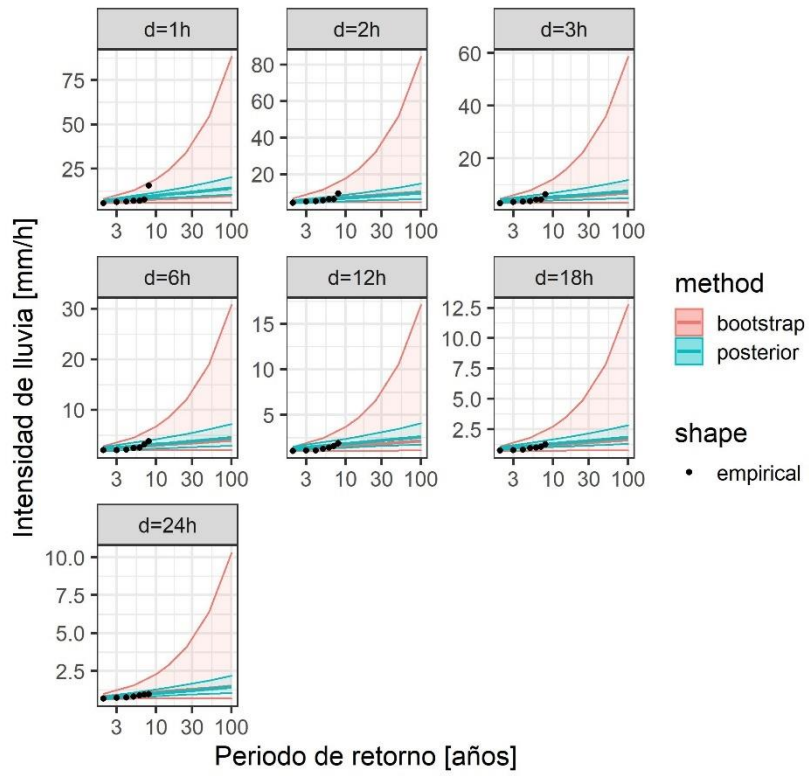 d=1h d=2h d=3h
75
50
25
80
60
40
20
60
40
20
3 10 30 100 3 10 30 100 3 10 30 100
d=6h d=12h d=18h
30
20
10
15
10
5
12.5
10.0
7.5
5.0
2.5
3 10 30 100 3 10 30 100
d=24h
10.0
7.5
5.0
2.5
3 10 30 100
Intensidad de lluvia [mm/h]
Periodo de retorno [años]
method
bootstrap
posterior
shape
empirical